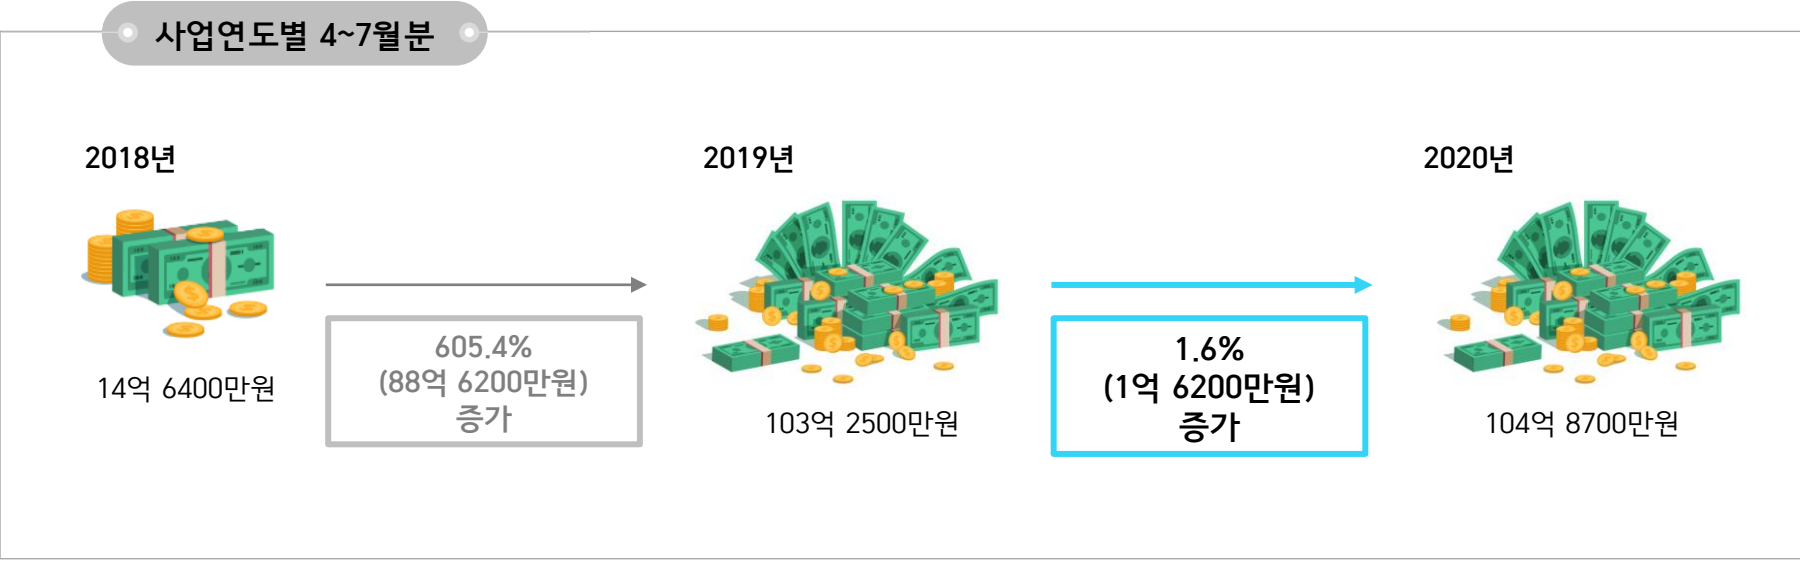 사업연도별 4~7월분
2018년
2019년
2020년
14억 6400만원
605.4%
(88억 6200만원)
증가
103억 2500만원
1.6%
(1억 6200만원)
증가
104억 8700만원